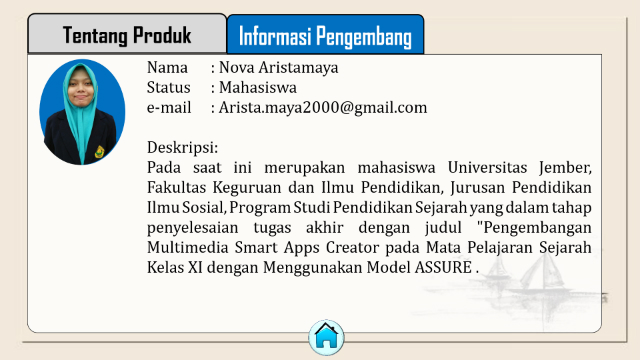 Tentang Produk
Informasi Pengembang
Nama : Nova Aristamaya
Status : Mahasiswa
e-mail : Arista.maya2000@gmail.com
Deskripsi:
Pada saat ini merupakan mahasiswa Universitas Jember,
Fakultas Keguruan dan Ilmu Pendidikan, Jurusan Pendidikan
Ilmu Sosial, Program Studi Pendidikan Sejarah yang dalam tahap
penyelesaian tugas akhir dengan judul "Pengembangan
Multimedia Smart Apps Creator pada Mata Pelajaran Sejarah
Kelas XI dengan Menggunakan Model ASSURE .